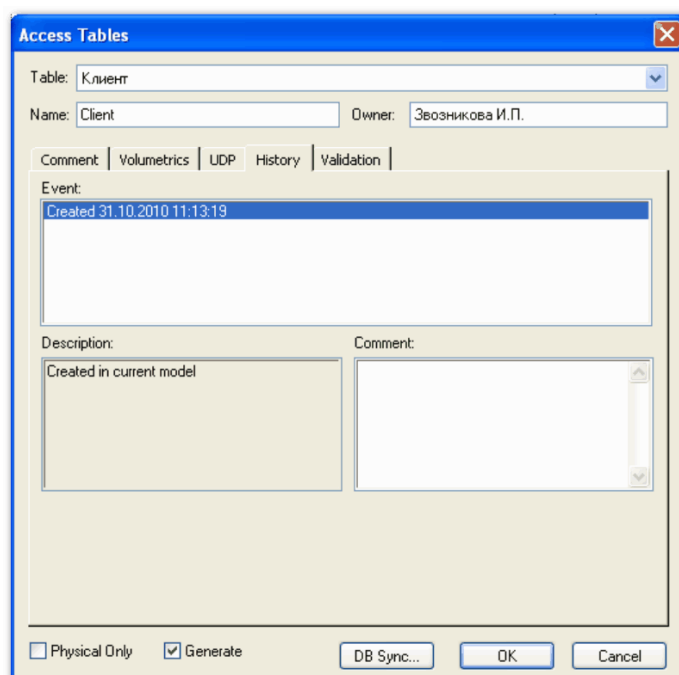 Access Tables
Table: Клиент
Name: Client Owner: Звозникова И.П.
Comment Volumetrics UDP History Validation
Event:
Created 31.10.2010 11:13:19
Description: Comment:
Created in current model
Physical Only Generate DB Sync... OK Cancel